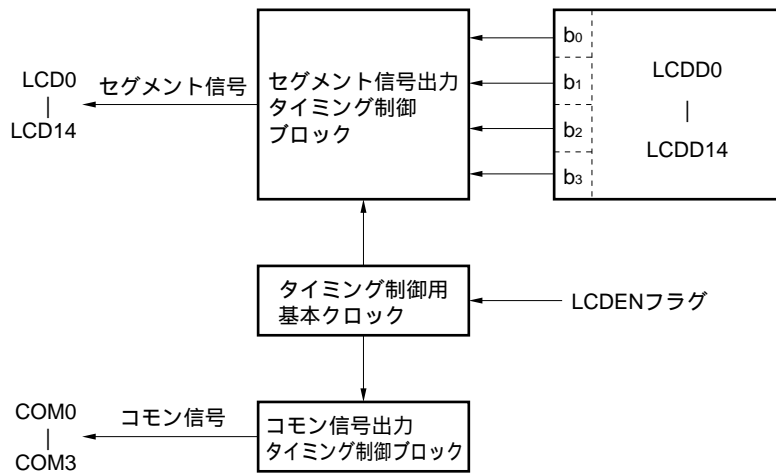 LCD0
|
LCD14
セグメント信号
セグメント信号出力
タイミング制御
ブロック
b0
b1
b2
b3
LCDD0
|
LCDD14
タイミング制御用
基本クロック
LCDENフラグ
COM0
|
COM3
コモン信号
コモン信号出力
タイミング制御ブロック